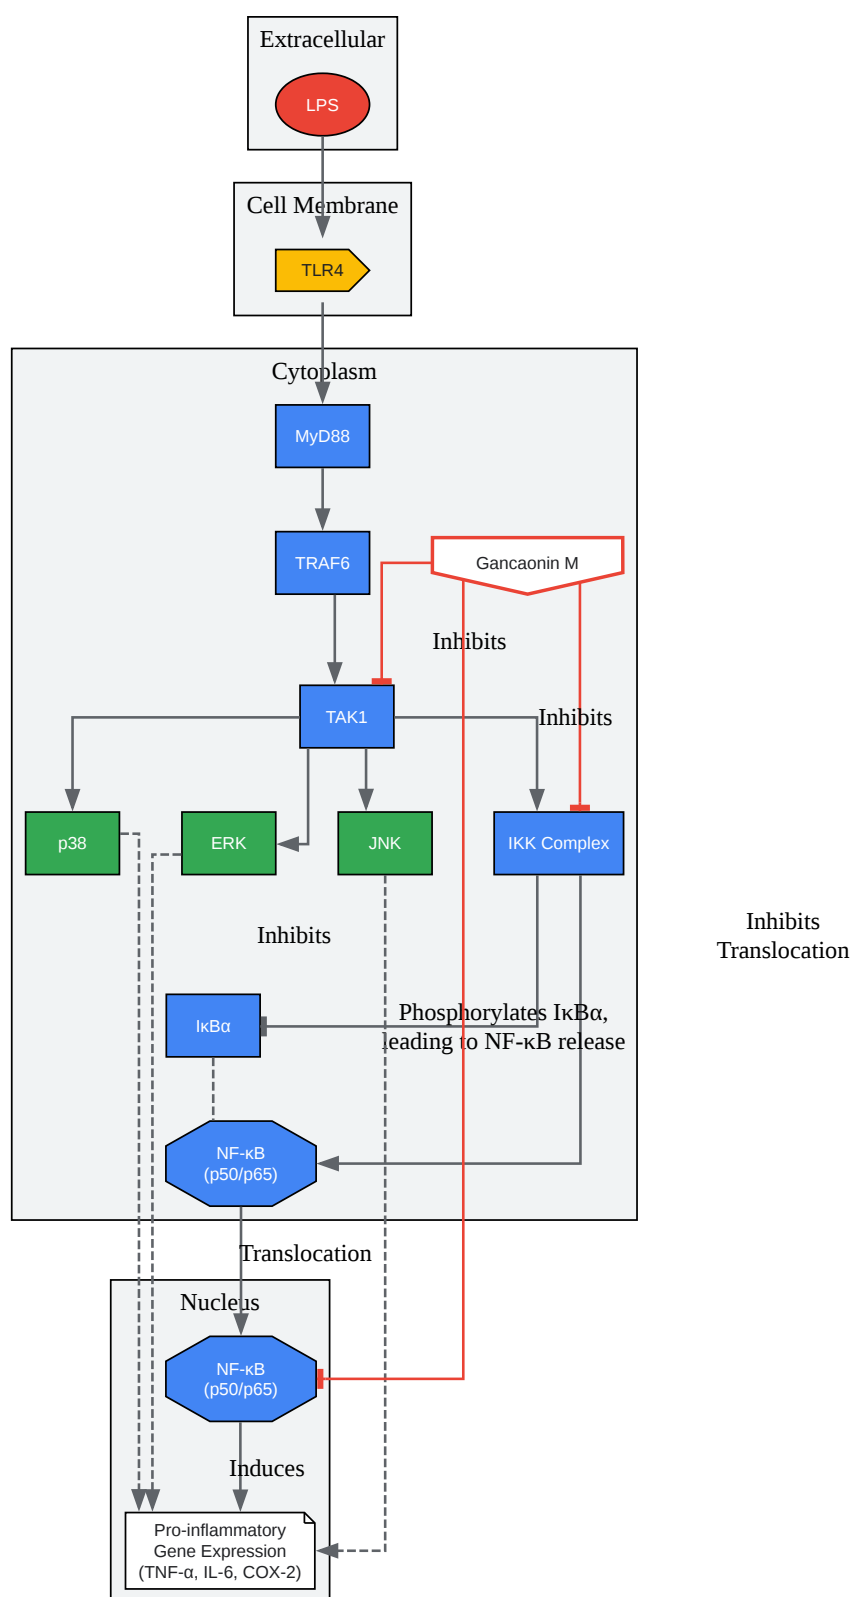 Extracellular
LPS
Cell Membrane
TLR4
Cytoplasm
MyD88
TRAF6
Gancaonin M
Inhibits
TAK1
Inhibits
p38
ERK
JNK
IKK Complex
Inhibits
Inhibits
Translocation
IκBα
Phosphorylates IκBα,
leading to NF-κB release
NF-κB
(p50/p65)
Translocation
Nucleus
NF-κB
(p50/p65)
Induces
Pro-inflammatory
Gene Expression
(TNF-α, IL-6, COX-2)